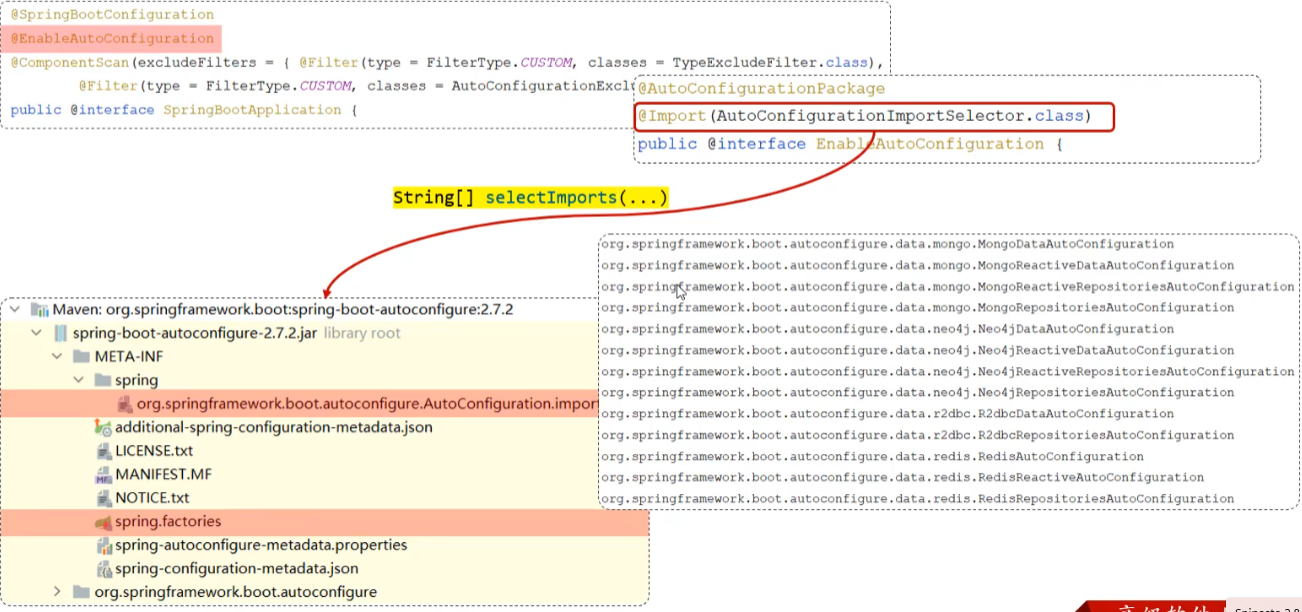 @SpringBootConfiguration
@EnableAutoConfiguration
@ComponentScan(excludeFilters = { @Filter(type = FilterType.CUSTOM, classes = TypeExcludeFilter.class),
@Filter(type = FilterType.CUSTOM, classes = AutoConfigurationExclu
public @interface SpringBootApplication {
@AutoConfigurationPackage
@Import(AutoConfigurationImportSelector.class)
public @interface EnableAutoConfiguration {
String[] selectImports(...)
org.springframework.boot.autoconfigure.data.mongo.MongoDataAutoConfiguration
org.springframework.boot.autoconfigure.data.mongo.MongoReactiveDataAutoConfiguration
org.springframework.boot.autoconfigure.data.mongo.MongoReactiveRepositoriesAutoConfiguration
org.springframework.boot.autoconfigure.data.mongo.MongoRepositoriesAutoConfiguration
org.springframework.boot.autoconfigure.data.neo4j.Neo4jDataAutoConfiguration
org.springframework.boot.autoconfigure.data.neo4j.Neo4jReactiveDataAutoConfiguration
org.springframework.boot.autoconfigure.data.neo4j.Neo4jReactiveRepositoriesAutoConfiguration
org.springframework.boot.autoconfigure.data.neo4j.Neo4jRepositoriesAutoConfiguration
org.springframework.boot.autoconfigure.data.r2dbc.R2dbcDataAutoConfiguration
org.springframework.boot.autoconfigure.data.r2dbc.R2dbcRepositoriesAutoConfiguration
org.springframework.boot.autoconfigure.data.redis.RedisAutoConfiguration
org.springframework.boot.autoconfigure.data.redis.RedisReactiveAutoConfiguration
org.springframework.boot.autoconfigure.data.redis.RedisRepositoriesAutoConfiguration
Maven: org.springframework.boot:spring-boot-autoconfigure:2.7.2
spring-boot-autoconfigure-2.7.2.jar library root
META-INF
spring
org.springframework.boot.autoconfigure.AutoConfiguration.impor
additional-spring-configuration-metadata.json
LICENSE.txt
MANIFEST.MF
NOTICE.txt
spring.factories
spring-autoconfigure-metadata.properties
spring-configuration-metadata.json
org.springframework.boot.autoconfigure